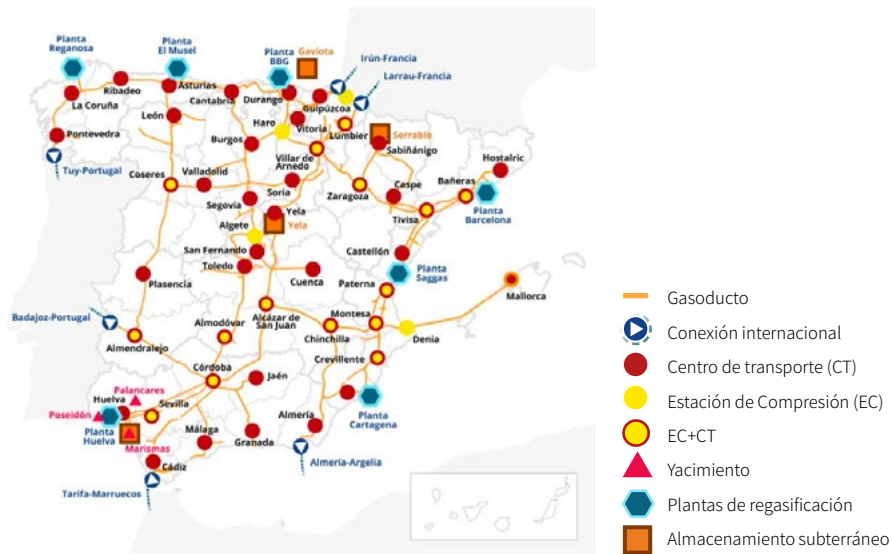 Planta
Reganosa
Planta
El Musel
Planta
BBG
Gaviota
Irún-Francia
Larrau-Francia
Ribadeo
Asturias
La Coruña
Cantabria
Durango
Guipúzcoa
León
Haro
Vitoria
Lumbier
Serrablo
Pontevedra
Burgos
Sabiñánigo
Hostalric
Villar de
Arnedo
Tuy-Portugal
Coseres
Valladolid
Soria
Zaragoza
Caspe
Bañeras
Segovia
Yela
Tivisa
Planta
Barcelona
Algete
Yela
San Fernando
Castellón
Toledo
Cuenca
Paterna
Planta
Saggas
Plasencia
Mallorca
Badajoz-Portugal
Almodóvar
Alcázar de
San Juan
Montesa
Almendralejo
Chinchilla
Denia
Crevillente
Córdoba
Jaén
Palancares
Huelva
Poseidón
Sevilla
Planta
Huelva
Almería
Planta
Cartagena
Málaga
Marismas
Granada
Cádiz
Almería-Argelia
Tarifa-Marruecos
Gasoducto
Conexión internacional
Centro de transporte (CT)
Estación de Compresión (EC)
EC+CT
Yacimiento
Plantas de regasificación
Almacenamiento subterráneo